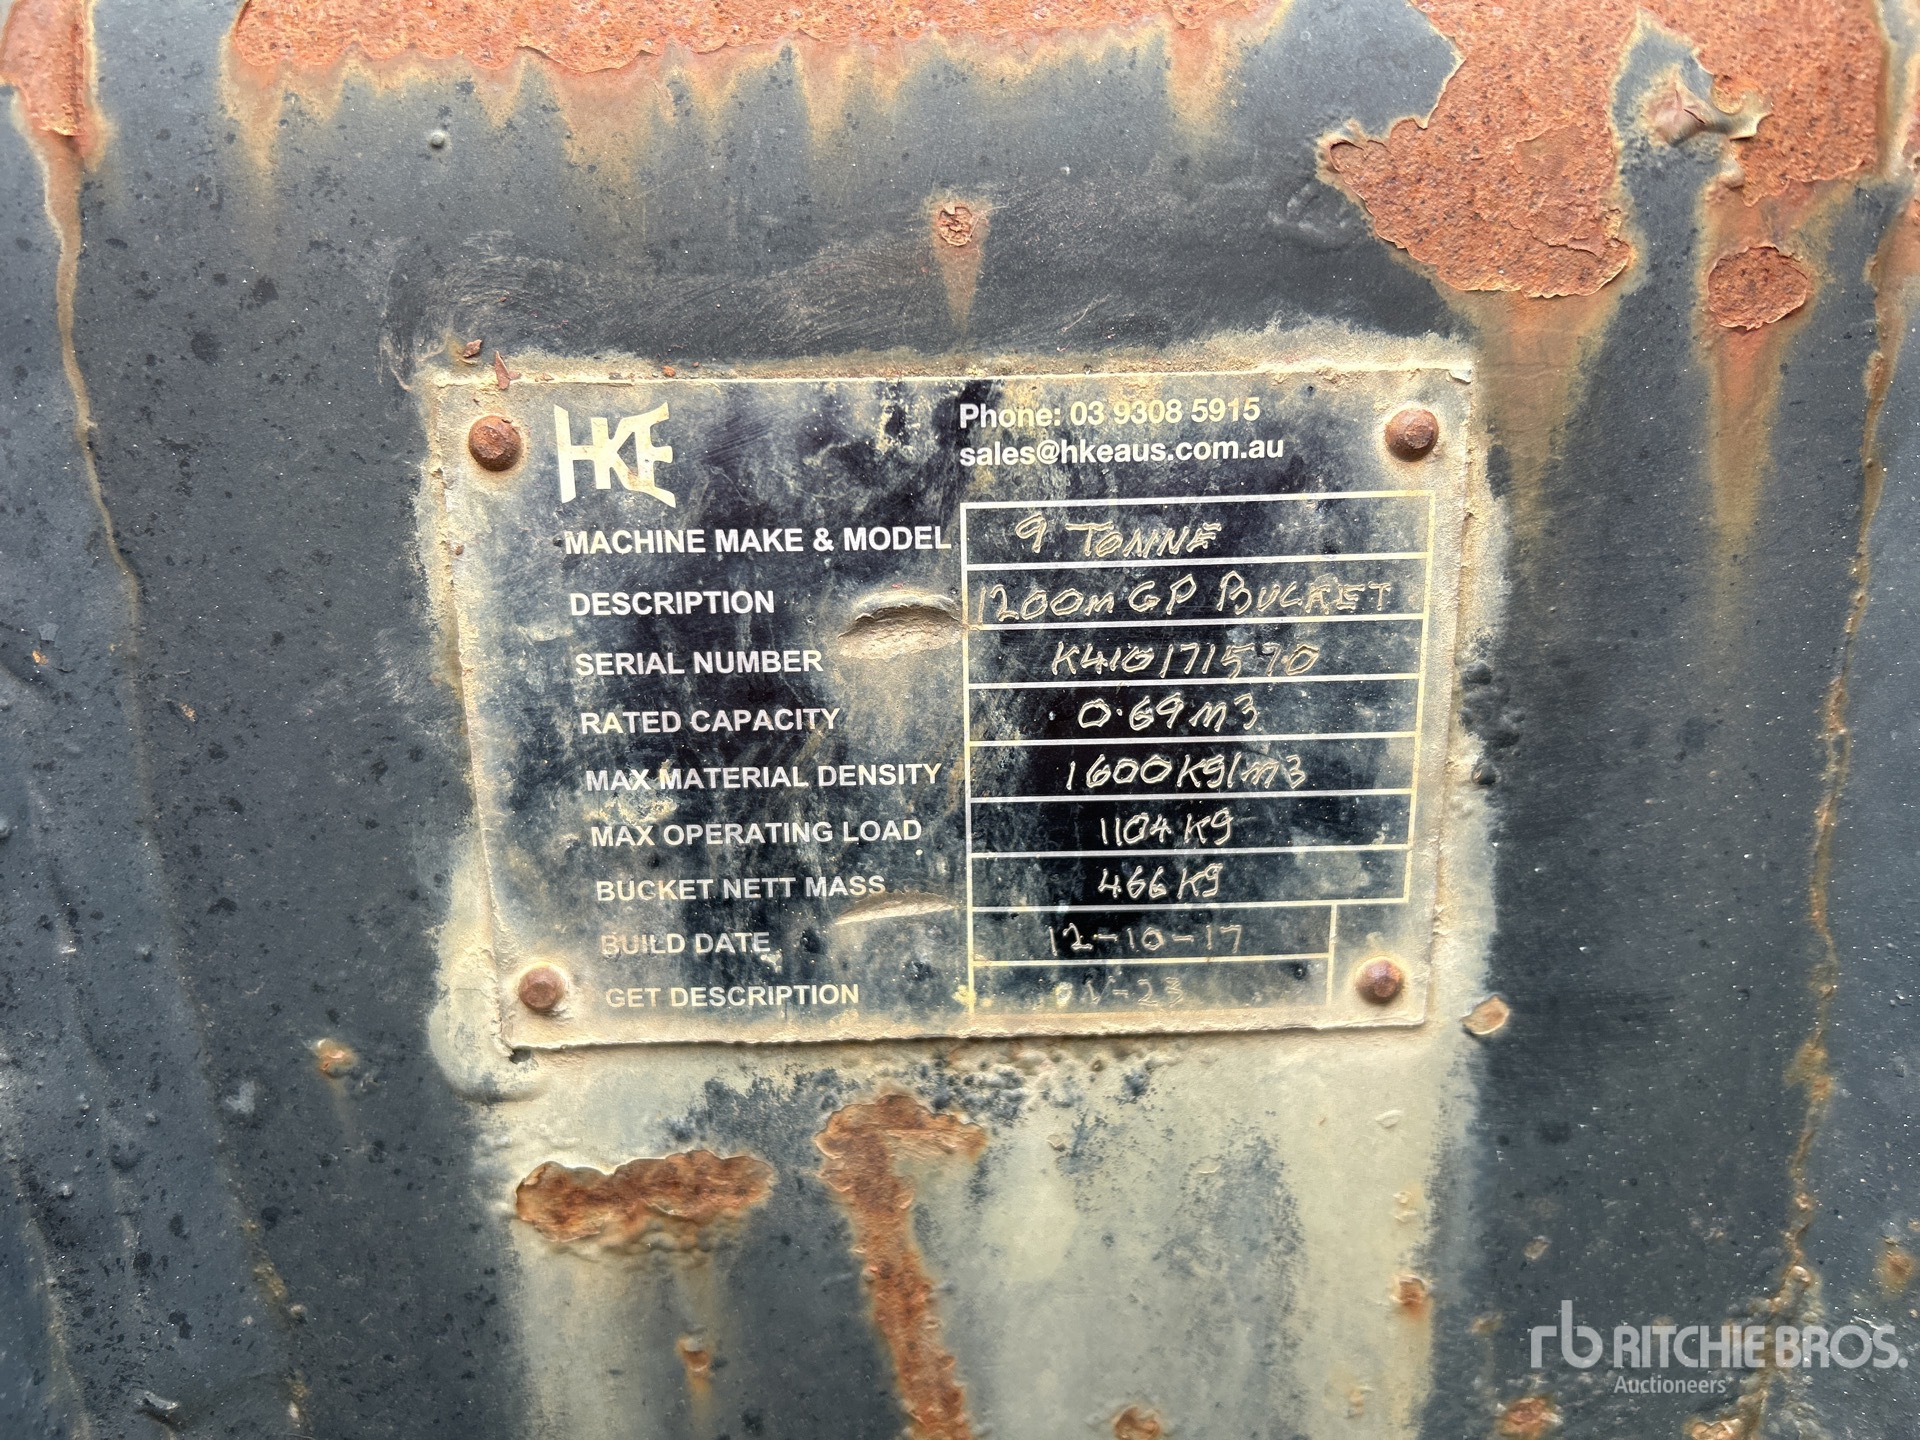 HKE
Phone: 03 9308 5915
sales@hkeaus.com.au
MACHINE MAKE & MODEL 9 TONNE
DESCRIPTION 1200m GP BUCKET
SERIAL NUMBER K410171570
RATED CAPACITY 0.69m3
MAX MATERIAL DENSITY 1600Kg/m3
MAX OPERATING LOAD 1104Kg
BUCKET NETT MASS 466Kg
BUILD DATE 12-10-17
GET DESCRIPTION
rb RITCHIE BROS.
Auctioneers